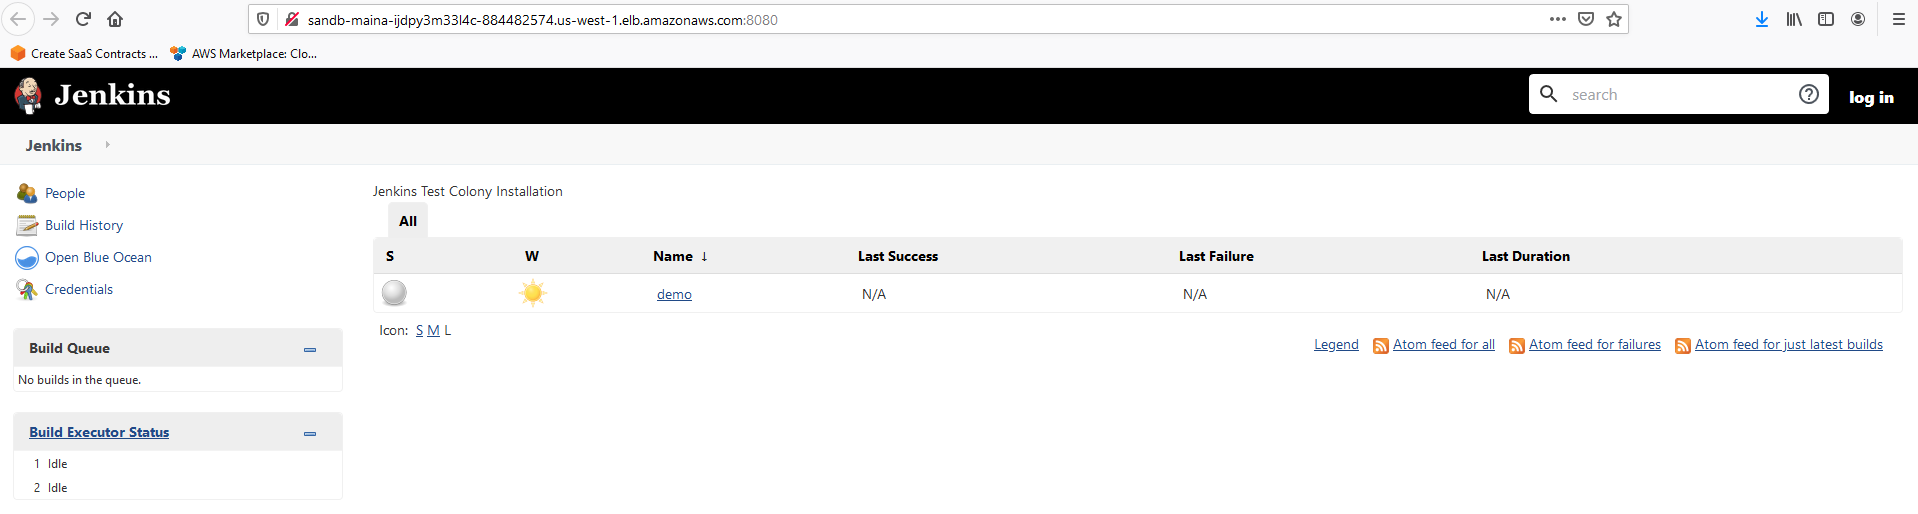 sandb-maina-ijdpy3m33l4c-884482574.us-west-1.elb.amazonaws.com:8080
Create SaaS Contracts ... AWS Marketplace: Clo...
Jenkins search log in
Jenkins
People
Build History
Open Blue Ocean
Credentials
Build Queue
No builds in the queue.
Build Executor Status
1 Idle
2 Idle
Jenkins Test Colony Installation
All
S W Name ↓ Last Success Last Failure Last Duration
demo N/A N/A N/A
Icon: S M L
Legend Atom feed for all Atom feed for failures Atom feed for just latest builds